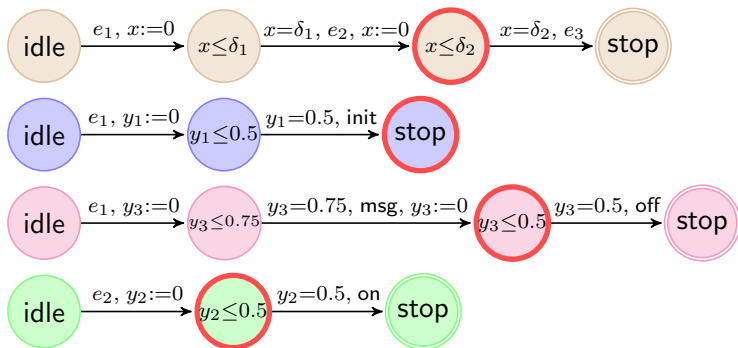 e₁, x:=0 x=δ₁, e₂, x:=0 x=δ₂, e₃
idle x≤δ₁ x≤δ₂ stop
e₁, y₁:=0 y₁=0.5, init
idle y₁≤0.5 stop
e₁, y₃:=0 y₃=0.75, msg, y₃:=0 y₃=0.5, off
idle y₃≤0.75 y₃≤0.5 stop
e₂, y₂:=0 y₂=0.5, on
idle y₂≤0.5 stop